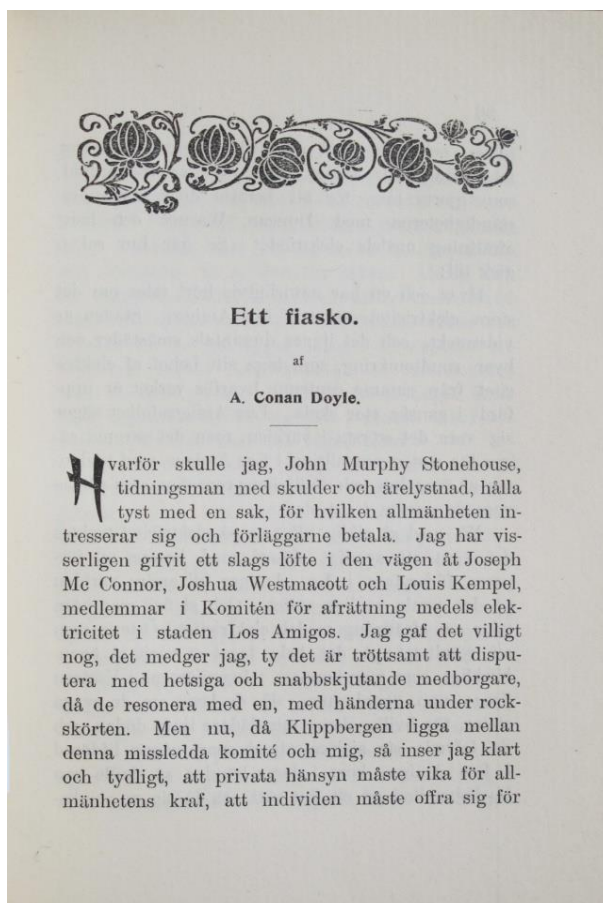 Ett fiasko.
af
A. Conan Doyle.
Hvarför skulle jag, John Murphy Stonehouse,
tidningsman med skulder och ärelystnad, hålla
tyst med en sak, för hvilken allmänheten in-
tresserar sig och förläggarne betala. Jag har vis-
serligen gifvit ett slags löfte i den vägen åt Joseph
Mc Connor, Joshua Westmacott och Louis Kempel,
medlemmar i Komitén för afrättning medels elek-
tricitet i staden Los Amigos. Jag gaf det villigt
nog, det medger jag, ty det är tröttsamt att dispu-
tera med hetsiga och snabbskjutande medborgare,
då de resonera med en, med händerna under rock-
skörten. Men nu, då Klippbergen ligga mellan
denna missledda komité och mig, så inser jag klart
och tydligt, att privata hänsyn måste vika för all-
mänhetens kraf, att individen måste offra sig för